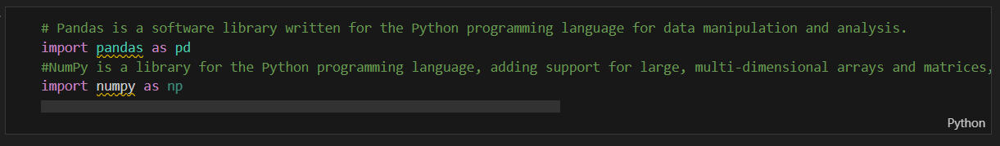 # Pandas is a software library written for the Python programming language for data manipulation and analysis.
import pandas as pd
#NumPy is a library for the Python programming language, adding support for large, multi-dimensional arrays and matrices,
import numpy as np
Python